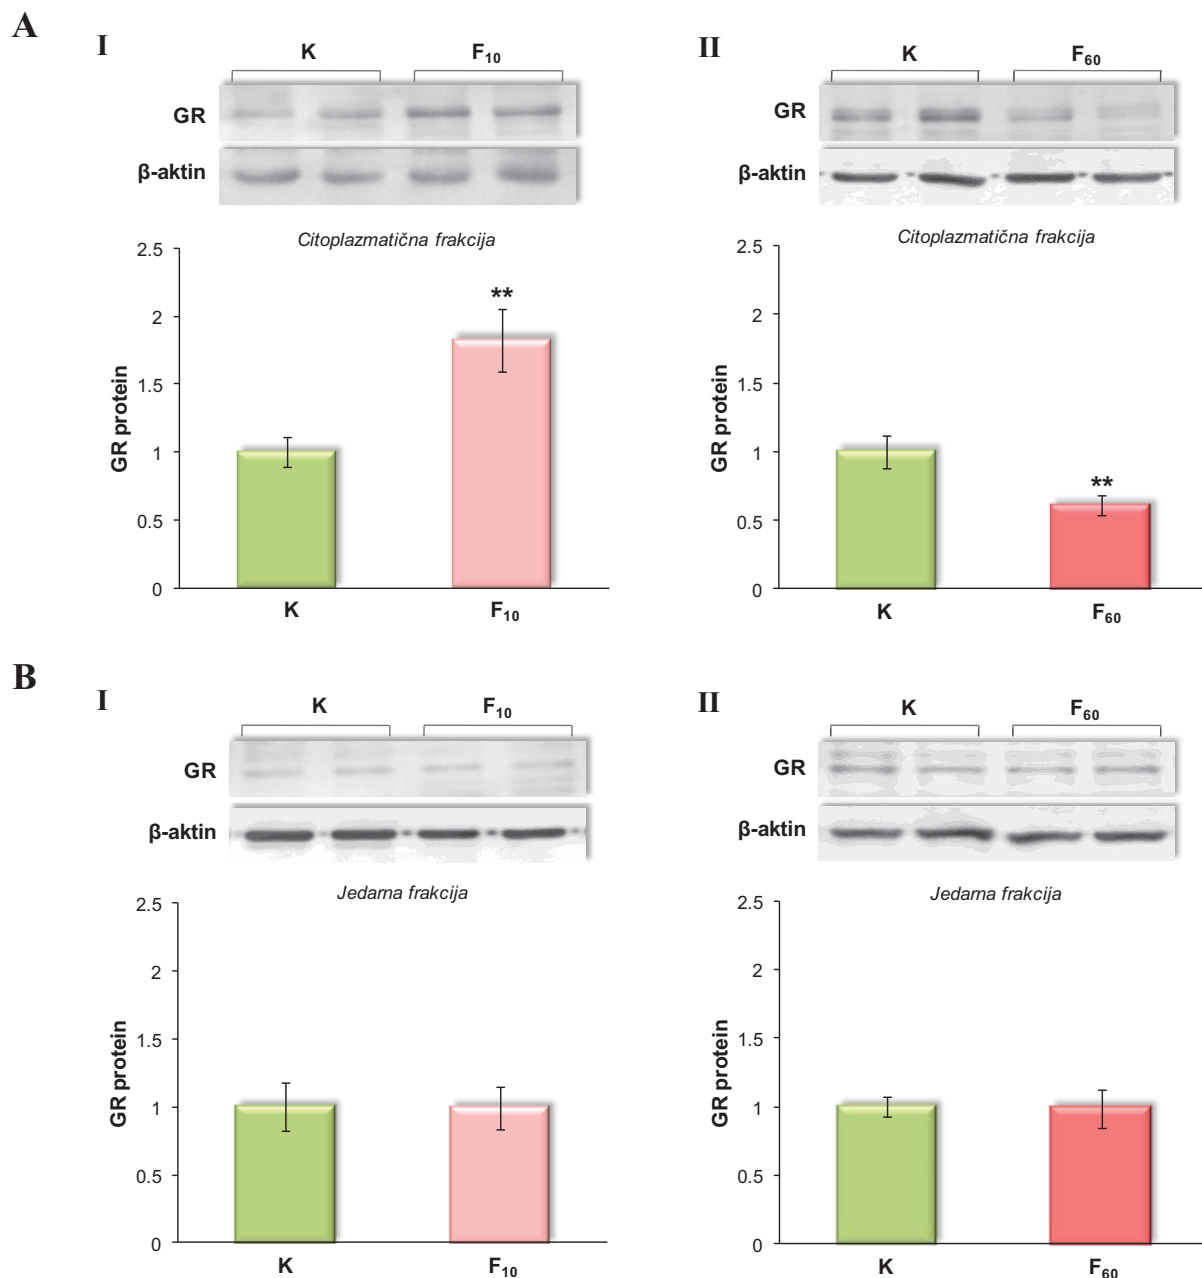 A
I
K F₁₀
GR
β-aktin
Citoplazmatična frakcija
GR protein
2.5
2
1.5
1
0.5
0
**
K F₁₀
II
K F₆₀
GR
β-aktin
Citoplazmatična frakcija
GR protein
2.5
2
1.5
1
0.5
0
**
K F₆₀
B
I
K F₁₀
GR
β-aktin
Jedarna frakcija
GR protein
2.5
2
1.5
1
0.5
0
K F₁₀
II
K F₆₀
GR
β-aktin
Jedarna frakcija
GR protein
2.5
2
1.5
1
0.5
0
K F₆₀